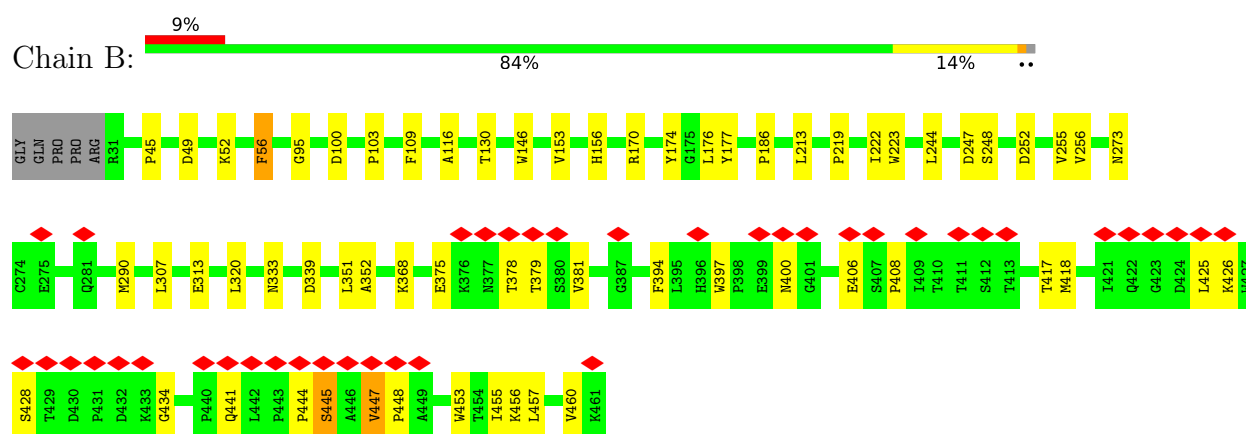 9%
Chain B:
84% 14% ••
GLY GLN PRO PRO ARG R31 P45 D49 K52 F56 G95 D100 P103 F109 A116 T130 W146 V153 H156 R170 Y174 G175 L176 Y177 P186 L213 P219 I222 W223 L244 D247 S248 D252 V255 V256 N273
C274 E275 Q281 M290 L307 E313 L320 N333 D339 L351 A352 K368 E375 K376 N377 T378 T379 S380 V381 G387 F394 L395 H396 W397 P398 E399 N400 G401 E406 S407 P408 I409 T410 T411 S412 T413 T417 M418 I421 Q422 G423 D424 L425 K426
S428 T429 D430 P431 D432 K433 G434 P440 Q441 L442 P443 P444 S445 A446 V447 P448 A449 W453 T454 I455 K456 L457 V460 K461